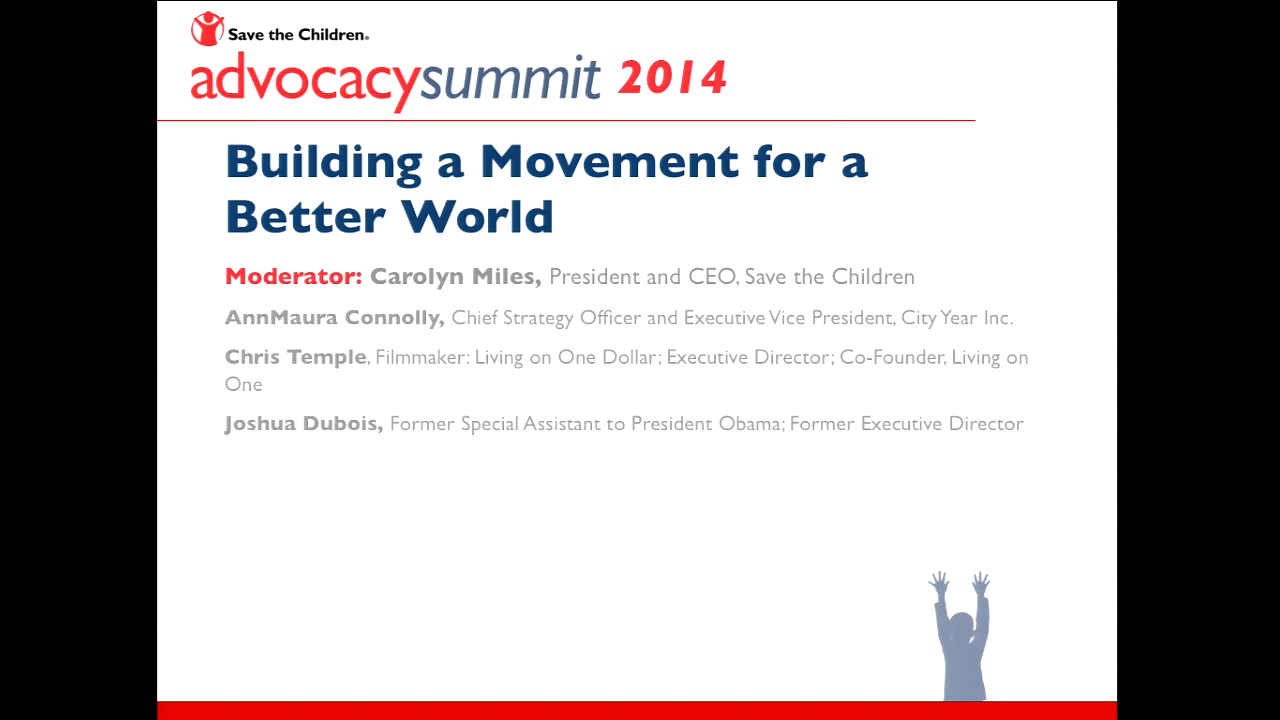 Save the Children.
advocacysummit 2014
Building a Movement for a
Better World
Moderator: Carolyn Miles, President and CEO, Save the Children
AnnMaura Connolly, Chief Strategy Officer and Executive Vice President, City Year Inc.
Chris Temple, Filmmaker: Living on One Dollar; Executive Director; Co-Founder, Living on
One
Joshua Dubois, Former Special Assistant to President Obama; Former Executive Director